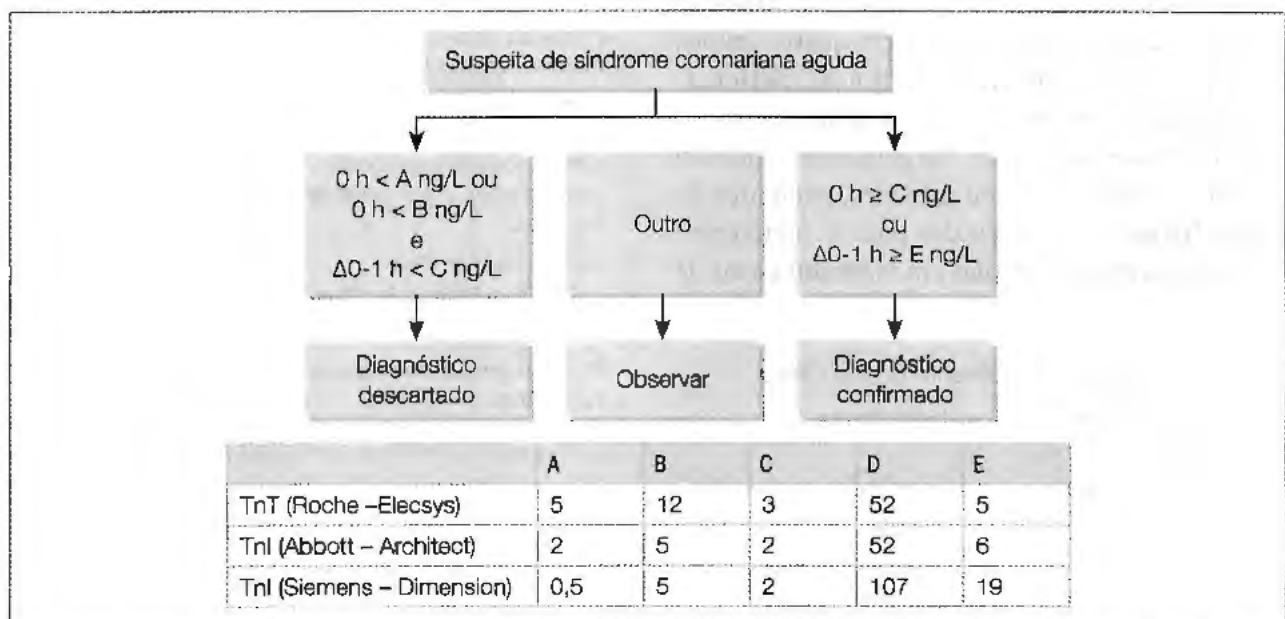 Suspeita de síndrome coronariana aguda
0 h < A ng/L ou
0 h < B ng/L
e
Δ0-1 h < C ng/L
Outro
0 h ≥ C ng/L
ou
Δ0-1 h ≥ E ng/L
Diagnóstico
descartado
Observar
Diagnóstico
confirmado
A B C D E
TnT (Roche –Elecsys) 5 12 3 52 5
TnI (Abbott – Architect) 2 5 2 52 6
TnI (Siemens – Dimension) 0,5 5 2 107 19